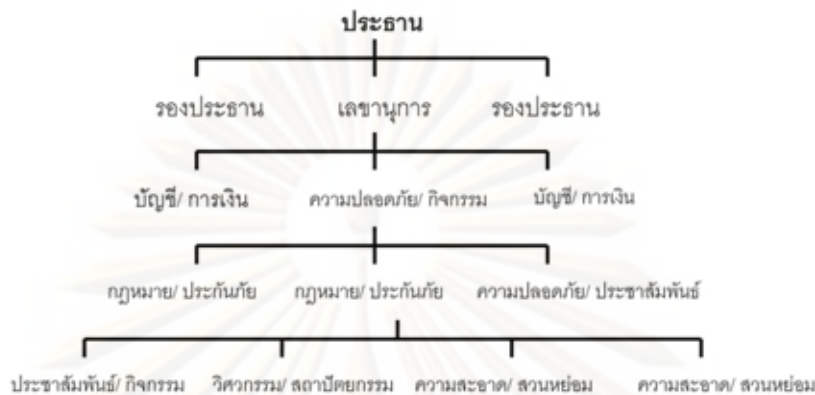 ประธาน
รองประธาน เลขานุการ รองประธาน
บัญชี/ การเงิน ความปลอดภัย/ กิจกรรม บัญชี/ การเงิน
กฎหมาย/ ประกันภัย กฎหมาย/ ประกันภัย ความปลอดภัย/ ประชาสัมพันธ์
ประชาสัมพันธ์/ กิจกรรม วิศวกรรม/ สถาปัตยกรรม ความสะอาด/ สวนหย่อม ความสะอาด/ สวนหย่อม